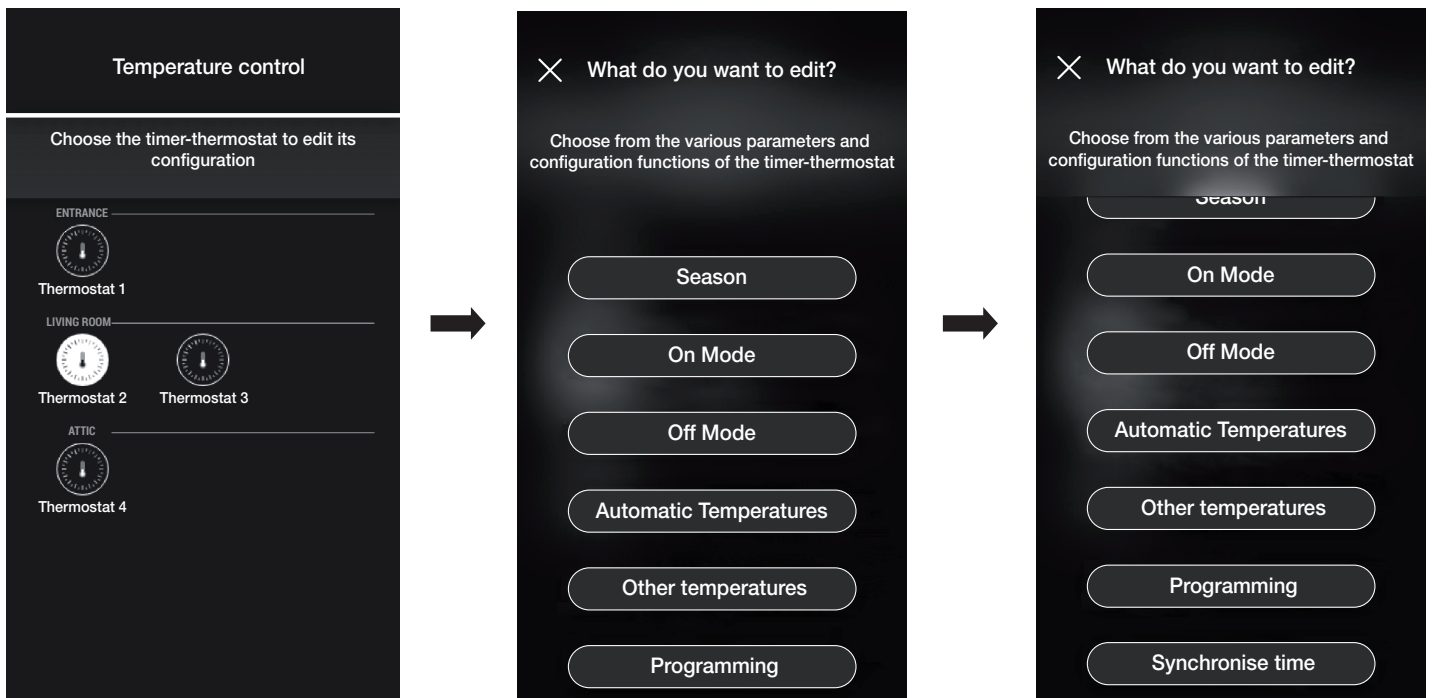 Temperature control
Choose the timer-thermostat to edit its
configuration
ENTRANCE
Thermostat 1
LIVING ROOM
Thermostat 2
Thermostat 3
ATTIC
Thermostat 4
What do you want to edit?
Choose from the various parameters and
configuration functions of the timer-thermostat
Season
On Mode
Off Mode
Automatic Temperatures
Other temperatures
Programming
What do you want to edit?
Choose from the various parameters and
configuration functions of the timer-thermostat
Season
On Mode
Off Mode
Automatic Temperatures
Other temperatures
Programming
Synchronise time